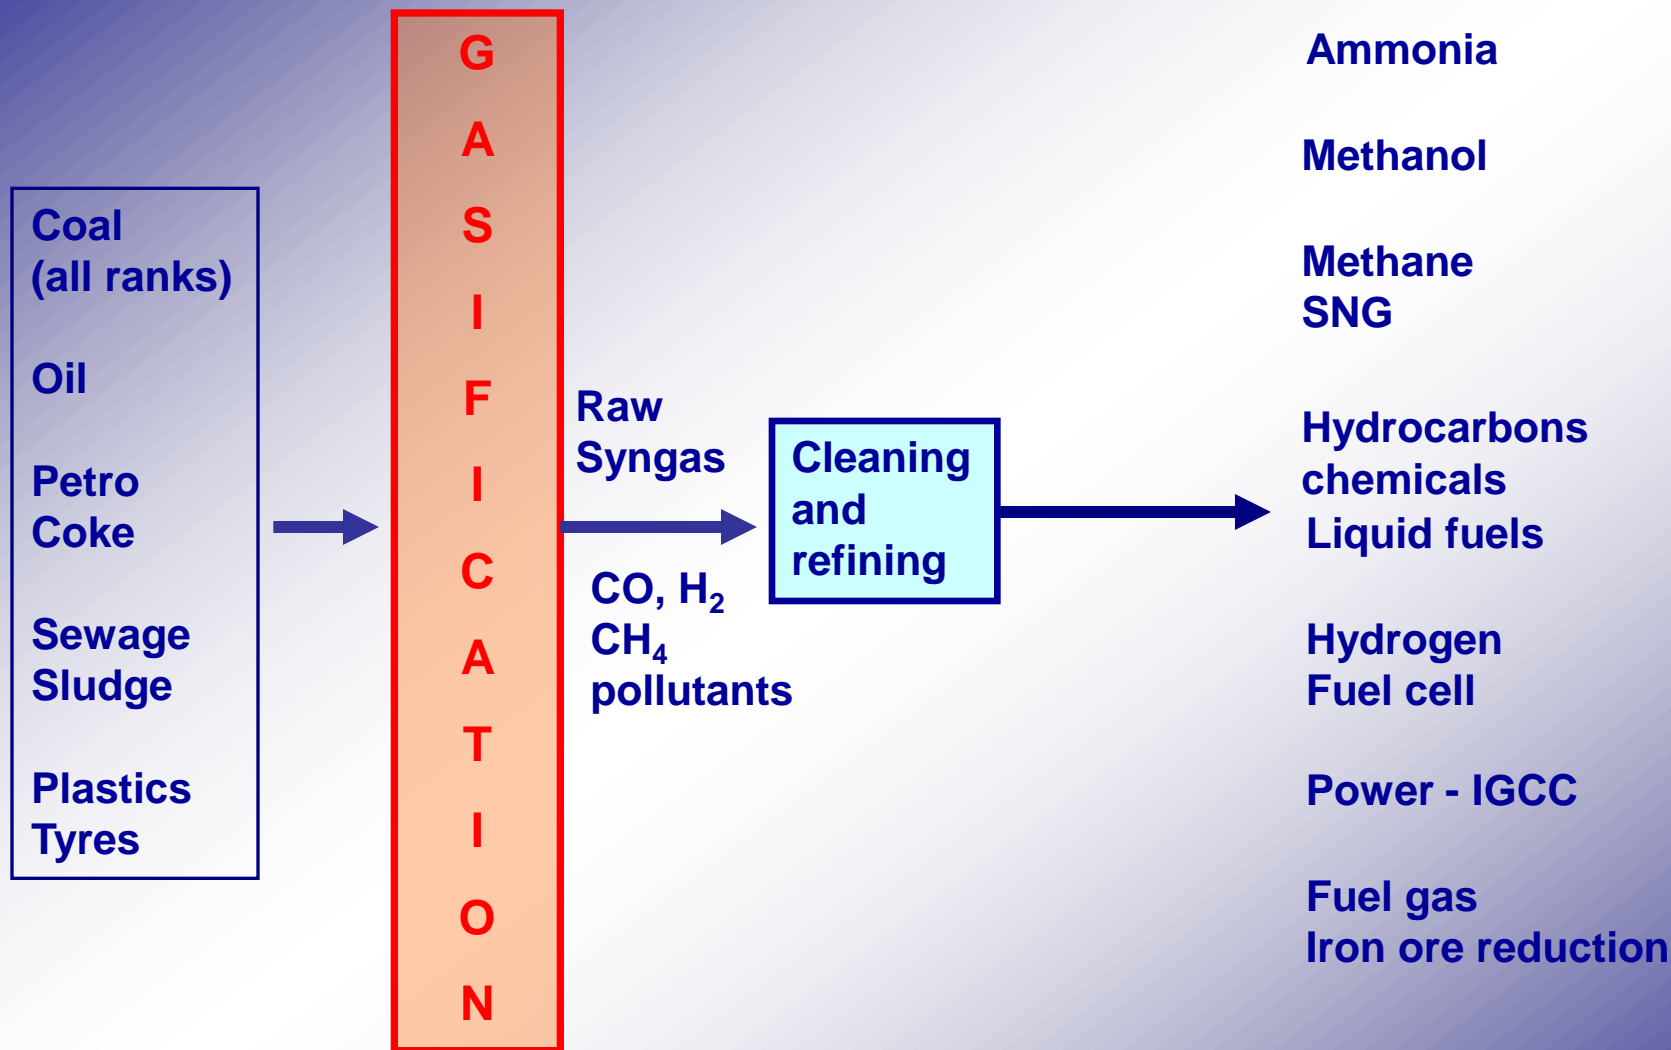 Coal
(all ranks)
Oil
Petro
Coke
Sewage
Sludge
Plastics
Tyres
G
A
S
I
F
I
C
A
T
I
O
N
Raw
Syngas
CO, H₂
CH₄
pollutants
Cleaning
and
refining
Ammonia
Methanol
Methane
SNG
Hydrocarbons
chemicals
Liquid fuels
Hydrogen
Fuel cell
Power - IGCC
Fuel gas
Iron ore reduction